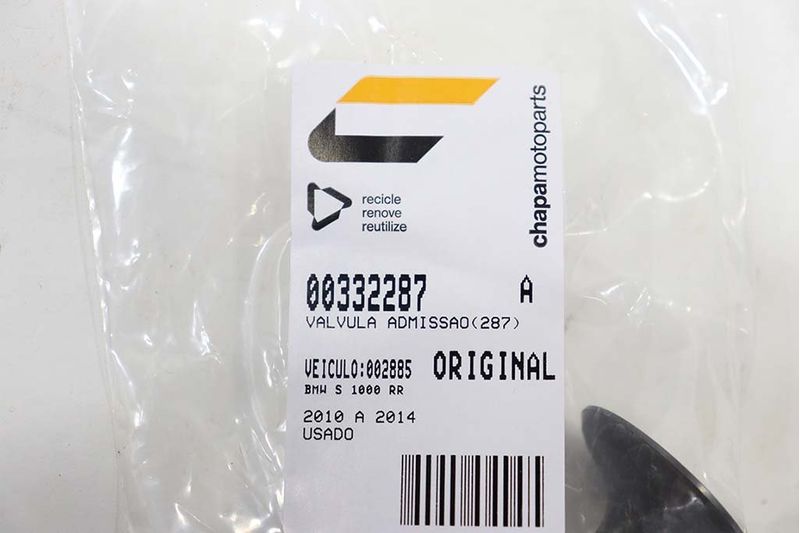 chapamotoparts
recicle
renove
reutilize
00332287 A
VALVULA ADMISSAO(287)
VEICULO:002885 ORIGINAL
BMW S 1000 RR
2010 A 2014
USADO